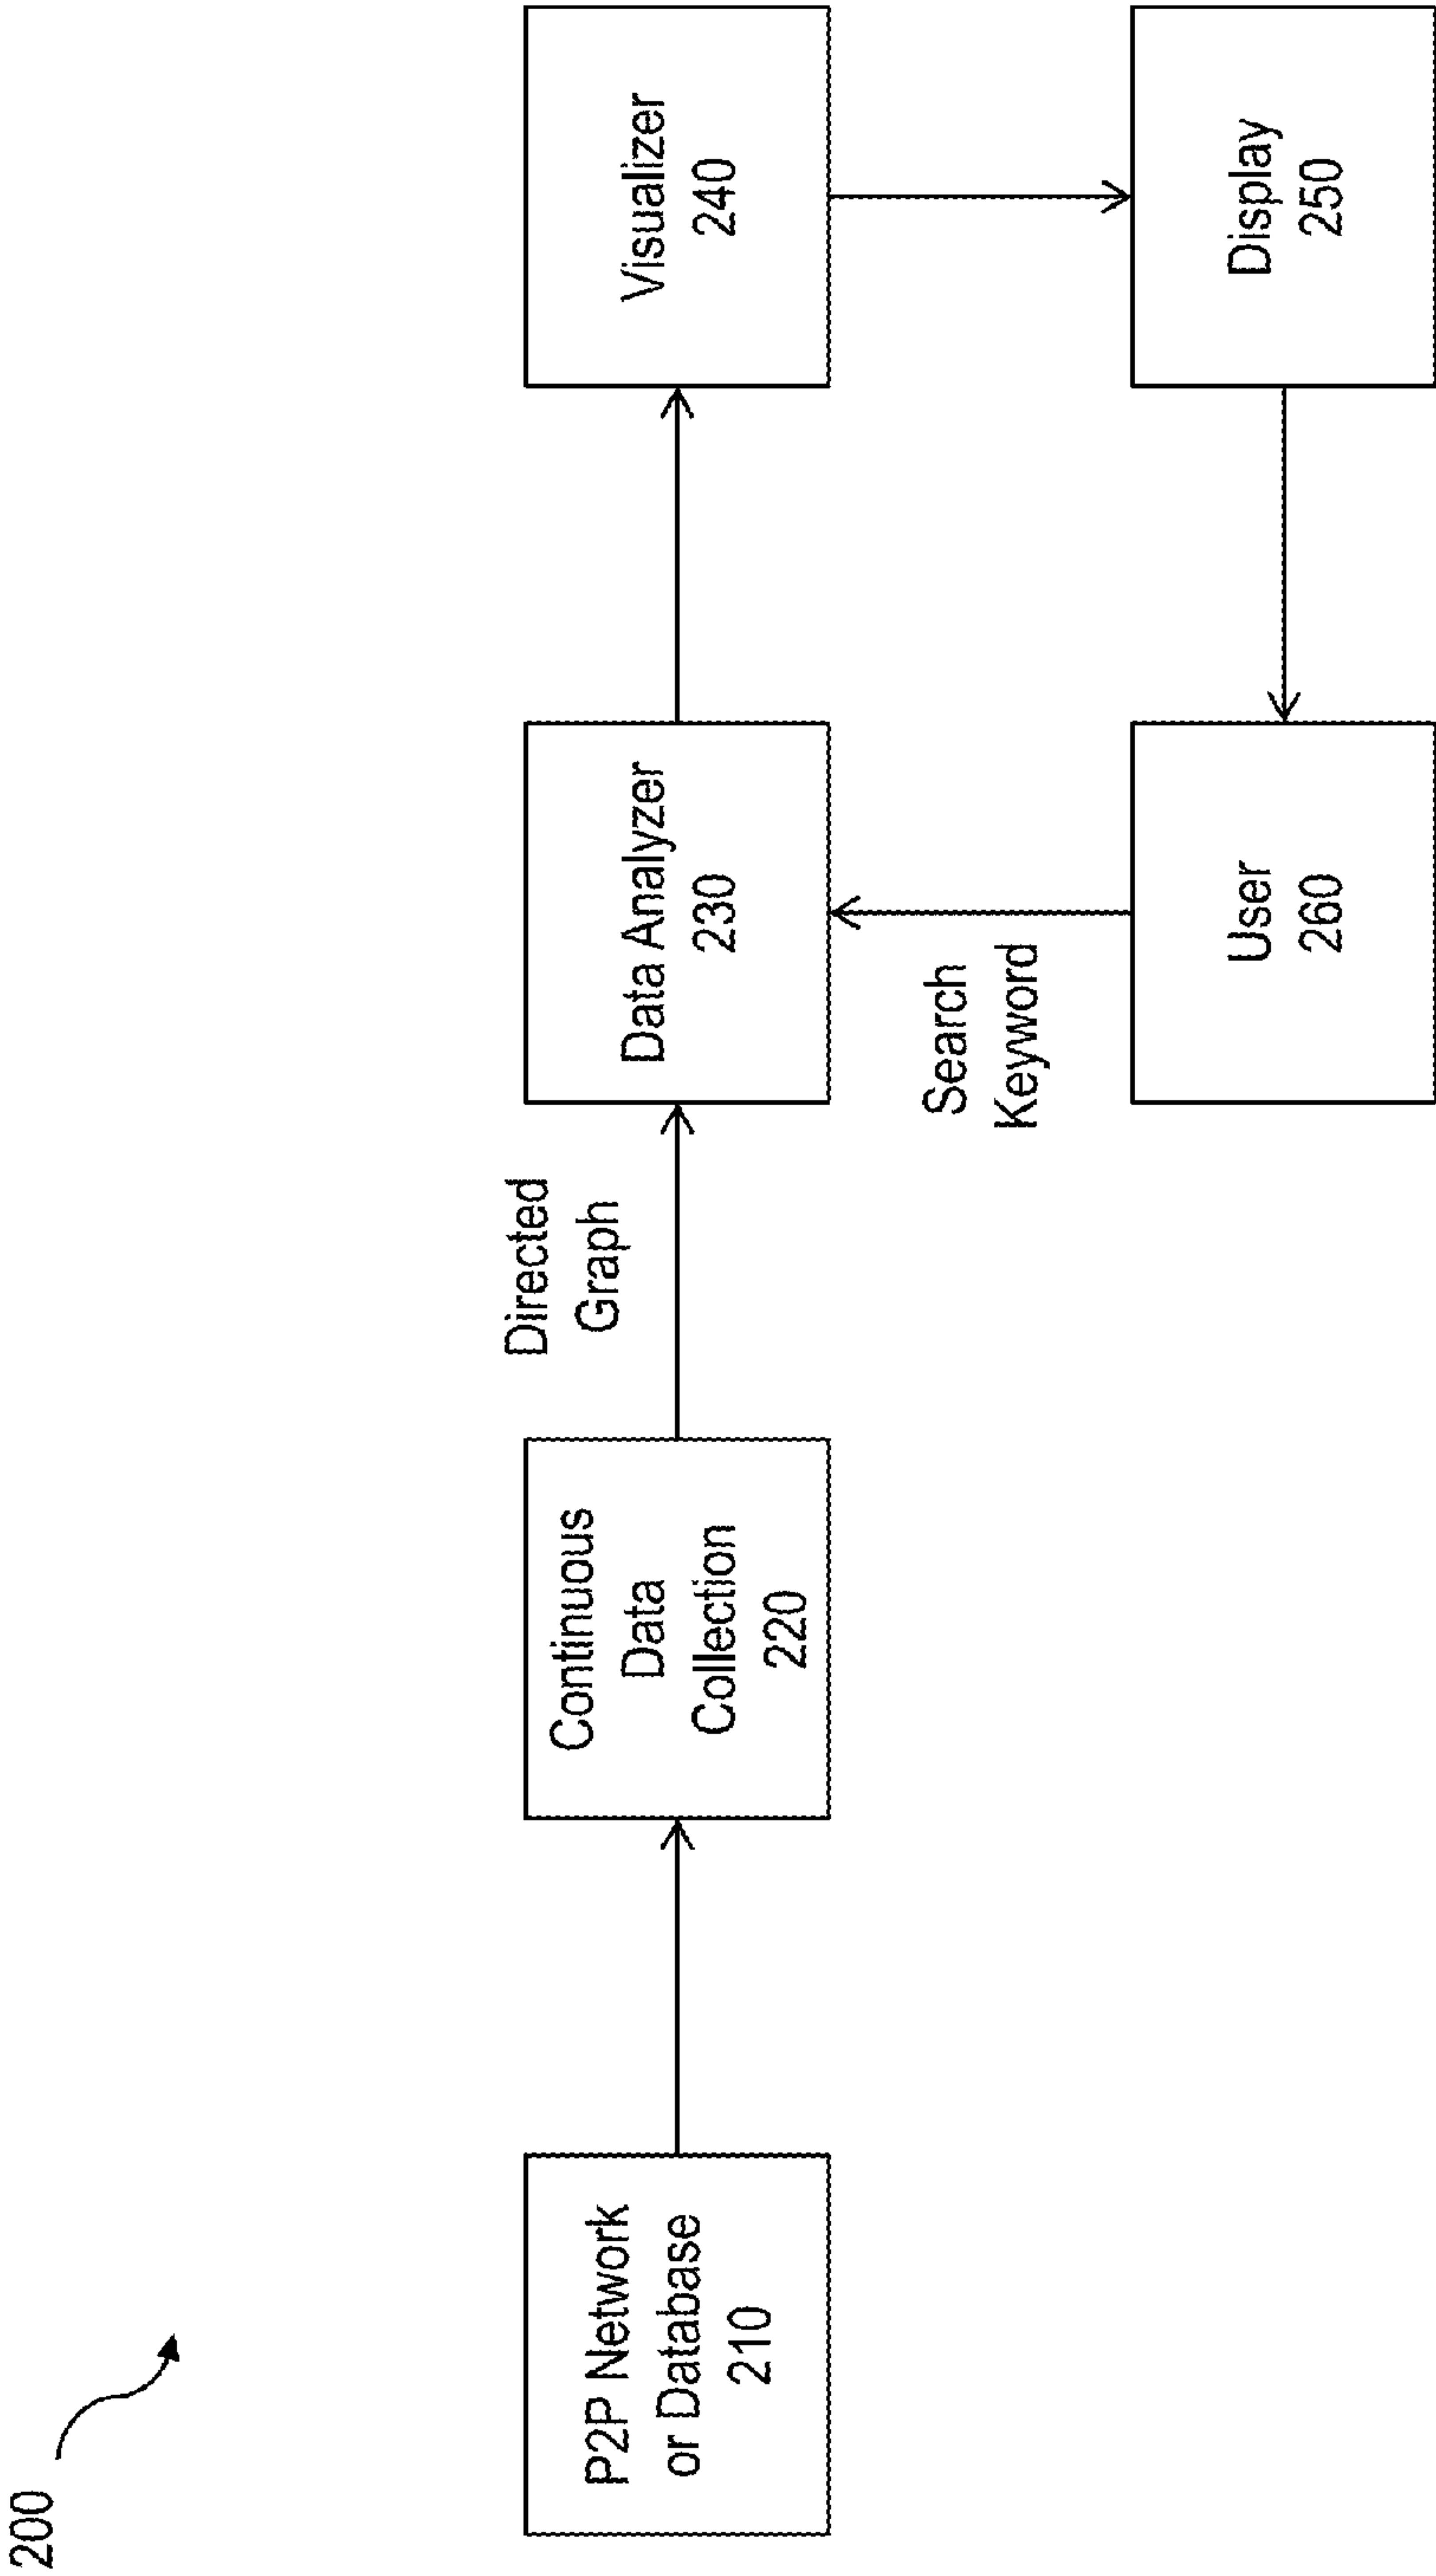 200
P2P Network
or Database
210
Continuous
Data
Collection
220
Directed
Graph
Data Analyzer
230
Visualizer
240
Search
Keyword
User
260
Display
250